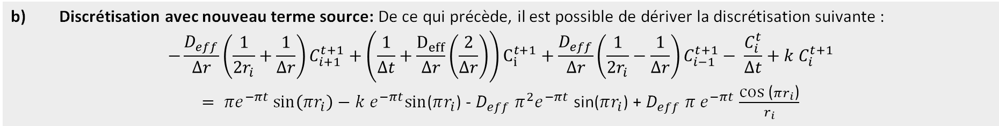 b) Discrétisation avec nouveau terme source: De ce qui précède, il est possible de dériver la discrétisation suivante :
$-\frac{D_{eff}}{\Delta r}\left(\frac{1}{2r_i}+\frac{1}{\Delta r}\right)C_{i+1}^{t+1}+\left(\frac{1}{\Delta t}+\frac{\mathrm{D_{eff}}}{\Delta r}\left(\frac{2}{\Delta r}\right)\right)\mathrm{C_i}^{t+1}+\frac{D_{eff}}{\Delta r}\left(\frac{1}{2r_i}-\frac{1}{\Delta r}\right)C_{i-1}^{t+1}-\frac{C_i^t}{\Delta t}+k\,C_i^{t+1}$
$=\pi e^{-\pi t}\sin(\pi r_i)-k\,e^{-\pi t}\sin(\pi r_i)-D_{eff}\,\pi^2 e^{-\pi t}\sin(\pi r_i)+D_{eff}\,\pi\,e^{-\pi t}\frac{\cos(\pi r_i)}{r_i}$